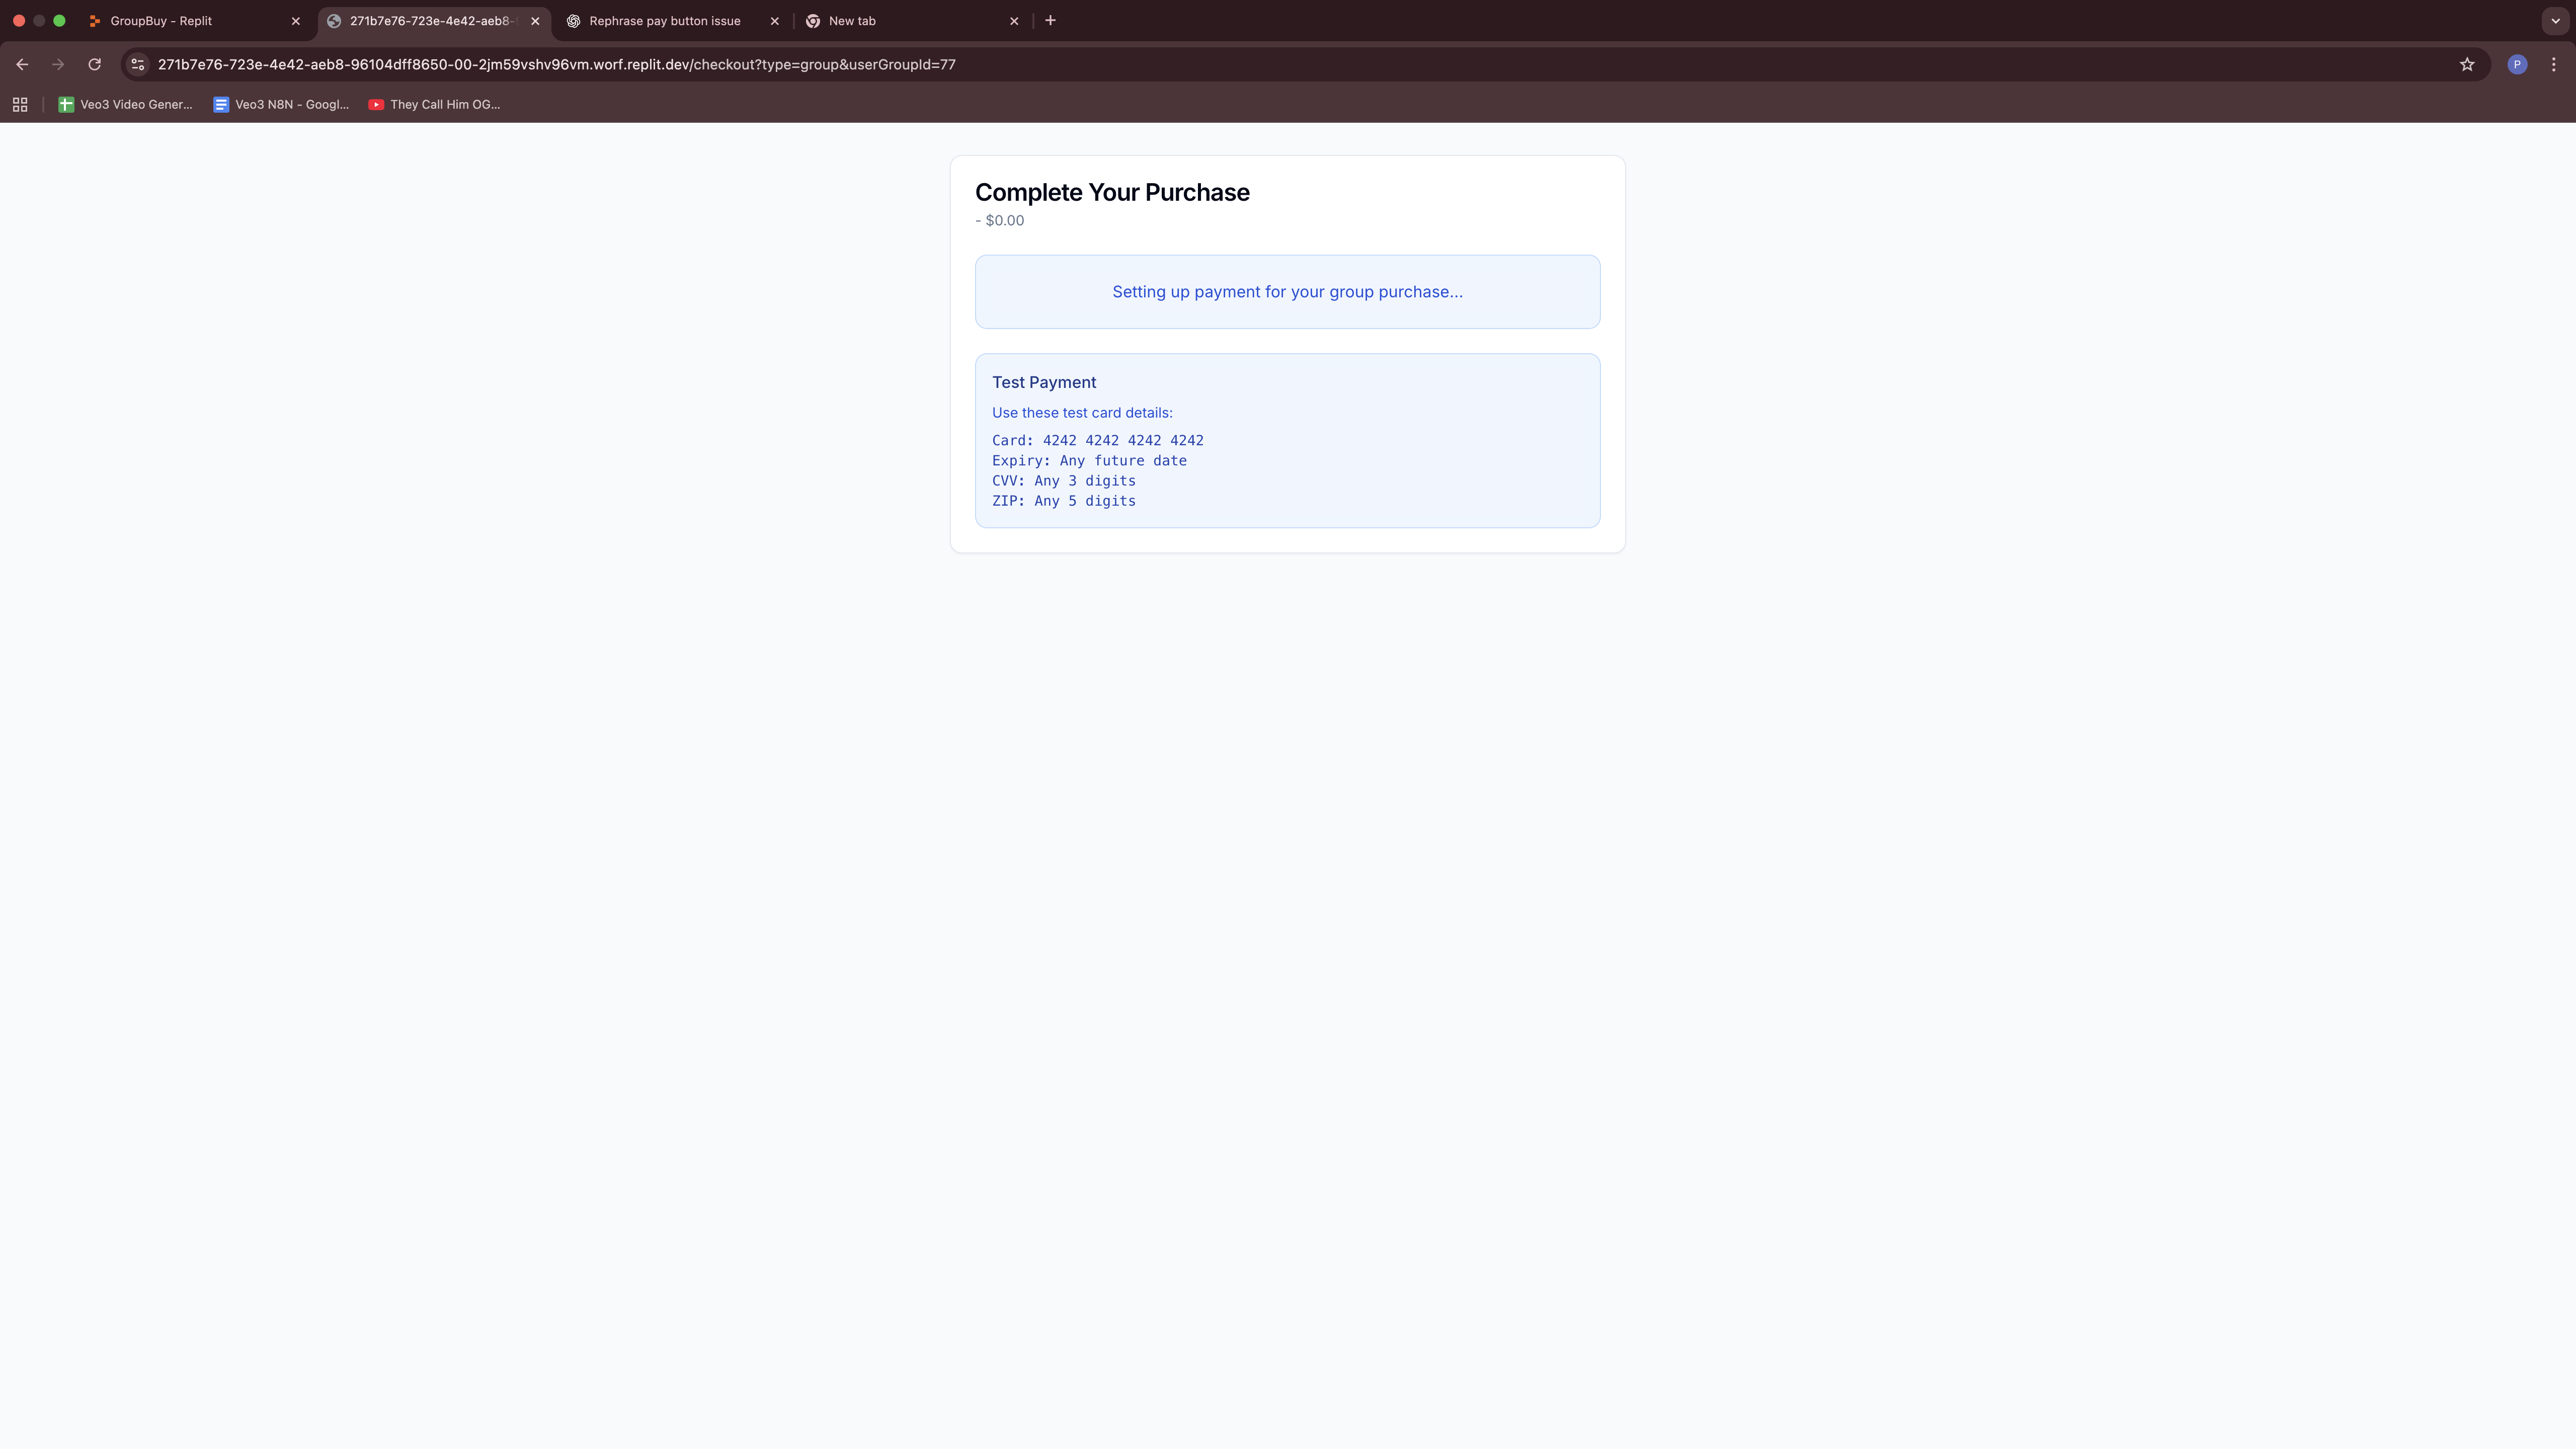 GroupBuy - Replit
271b7e76-723e-4e42-aeb8-
Rephrase pay button issue
New tab
271b7e76-723e-4e42-aeb8-96104dff8650-00-2jm59vshv96vm.worf.replit.dev/checkout?type=group&userGroupId=77
P
Veo3 Video Gener...
Veo3 N8N - Googl...
They Call Him OG...
Complete Your Purchase
- $0.00
Setting up payment for your group purchase...
Test Payment
Use these test card details:
Card: 4242 4242 4242 4242
Expiry: Any future date
CVV: Any 3 digits
ZIP: Any 5 digits